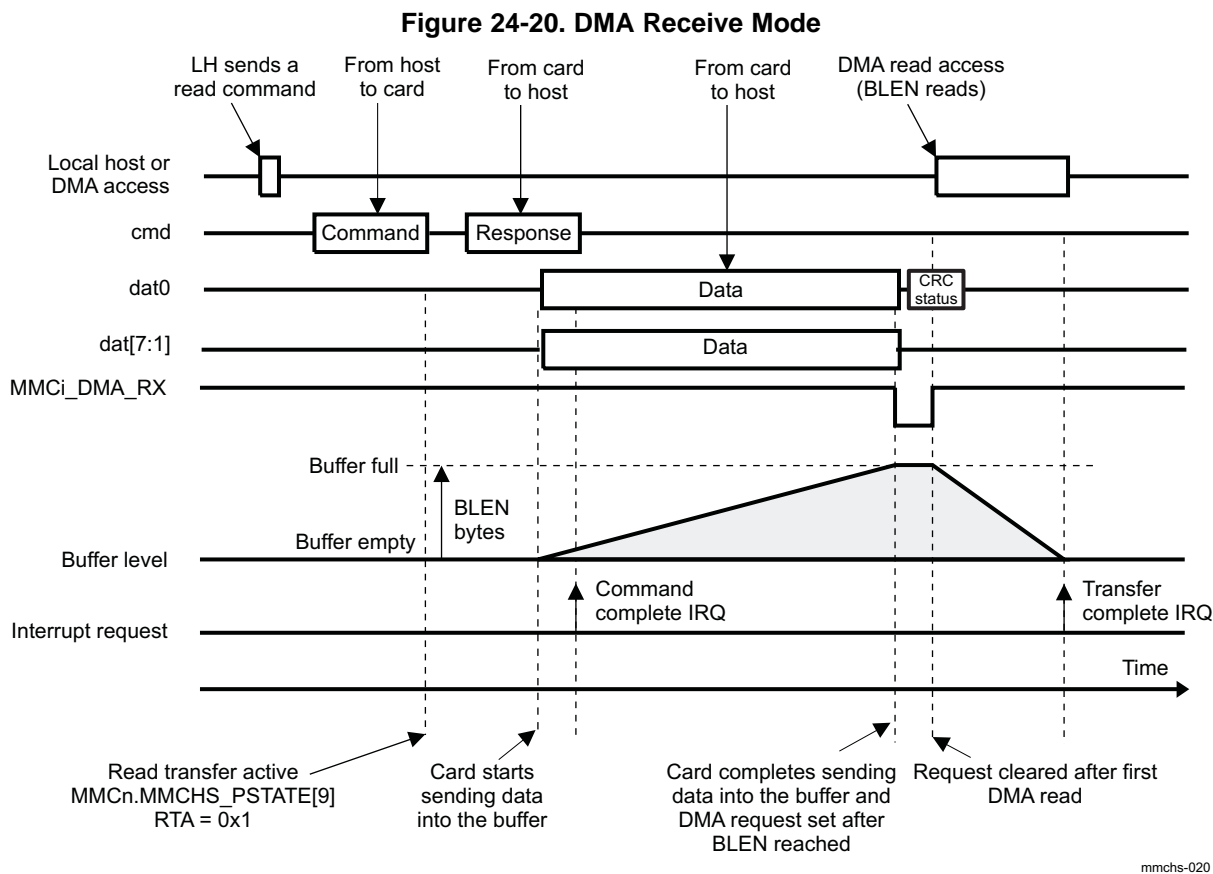 Figure 24-20. DMA Receive Mode
LH sends a
read command
From host
to card
From card
to host
From card
to host
DMA read access
(BLEN reads)
Local host or
DMA access
cmd
Command
Response
dat0
Data
CRC
status
dat[7:1]
Data
MMCi_DMA_RX
Buffer full
BLEN
bytes
Buffer empty
Buffer level
Command
complete IRQ
Transfer
complete IRQ
Interrupt request
Time
Read transfer active
MMCn.MMCHS_PSTATE[9]
RTA = 0x1
Card starts
sending data
into the buffer
Card completes sending
data into the buffer and
DMA request set after
BLEN reached
Request cleared after first
DMA read
mmchs-020